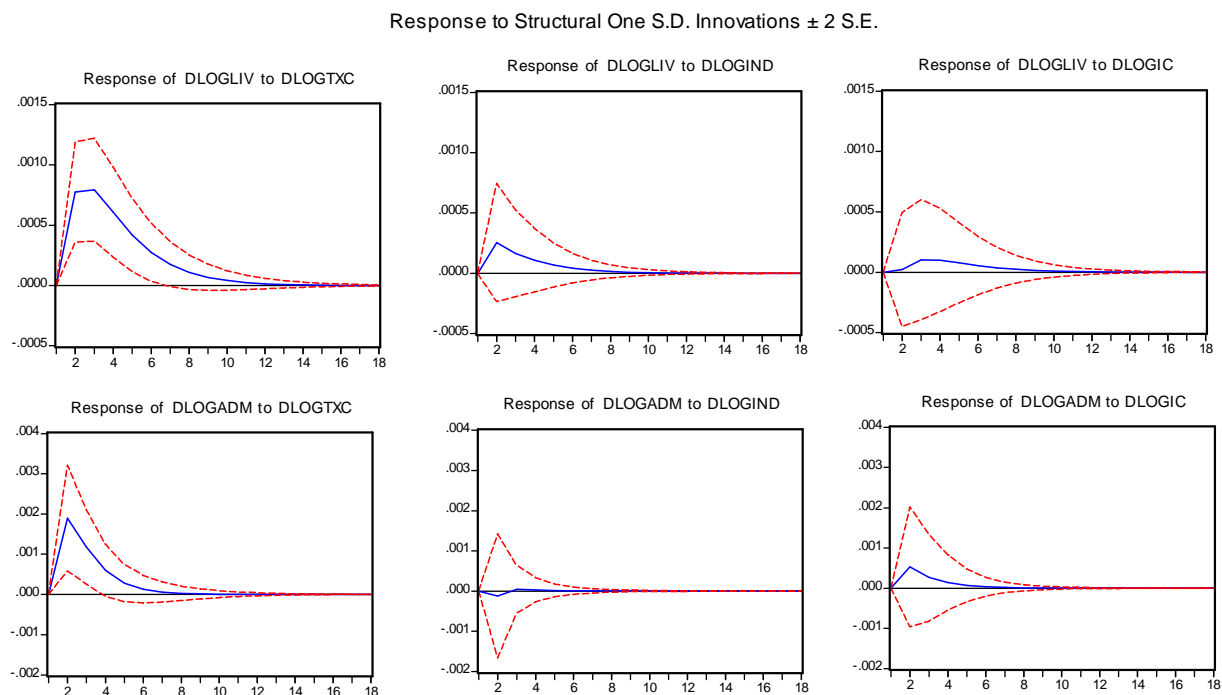 Response to Structural One S.D. Innovations ± 2 S.E.
Response of DLOGLIV to DLOGTXC
.0015
.0010
.0005
.0000
-.0005
2 4 6 8 10 12 14 16 18
Response of DLOGLIV to DLOGIND
.0015
.0010
.0005
.0000
-.0005
2 4 6 8 10 12 14 16 18
Response of DLOGLIV to DLOGIC
.0015
.0010
.0005
.0000
-.0005
2 4 6 8 10 12 14 16 18
Response of DLOGADM to DLOGTXC
.004
.003
.002
.001
.000
-.001
-.002
2 4 6 8 10 12 14 16 18
Response of DLOGADM to DLOGIND
.004
.003
.002
.001
.000
-.001
-.002
2 4 6 8 10 12 14 16 18
Response of DLOGADM to DLOGIC
.004
.003
.002
.001
.000
-.001
-.002
2 4 6 8 10 12 14 16 18